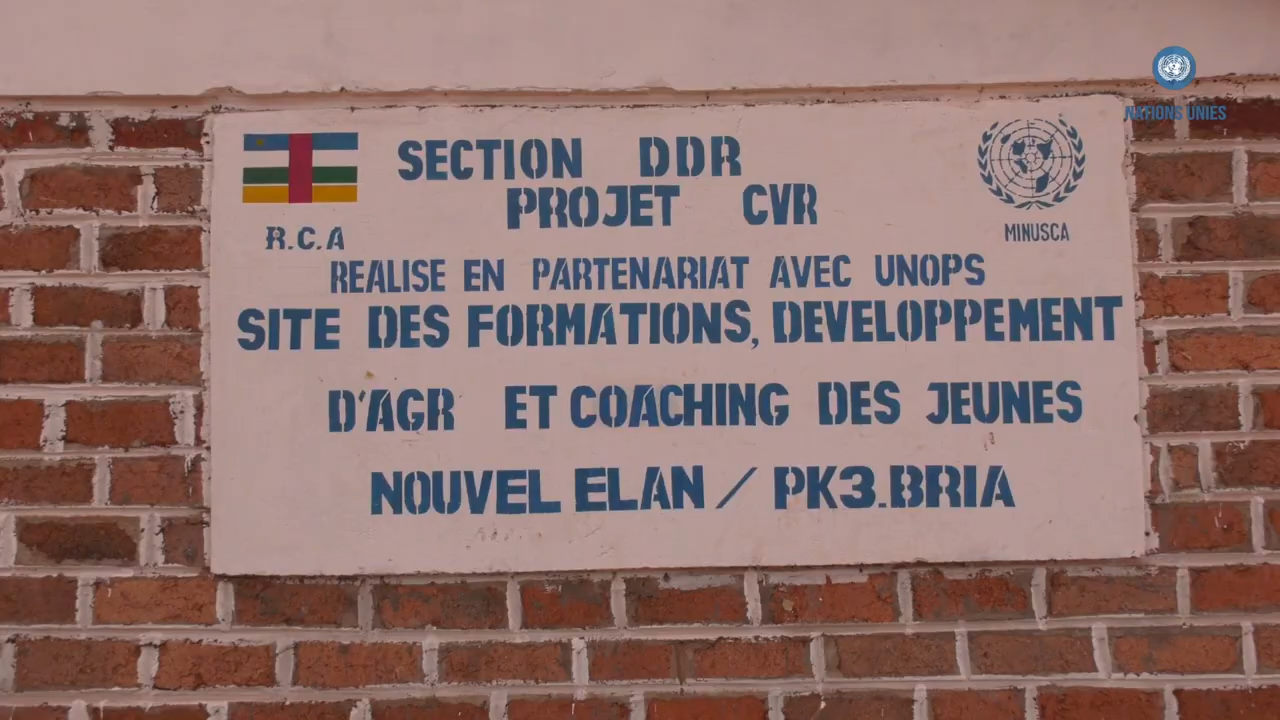 NATIONS UNIES
SECTION DDR
PROJET CVR
R.C.A
MINUSCA
REALISE EN PARTENARIAT AVEC UNOPS
SITE DES FORMATIONS, DEVELOPPEMENT
D'AGR ET COACHING DES JEUNES
NOUVEL ELAN / PK3.BRIA